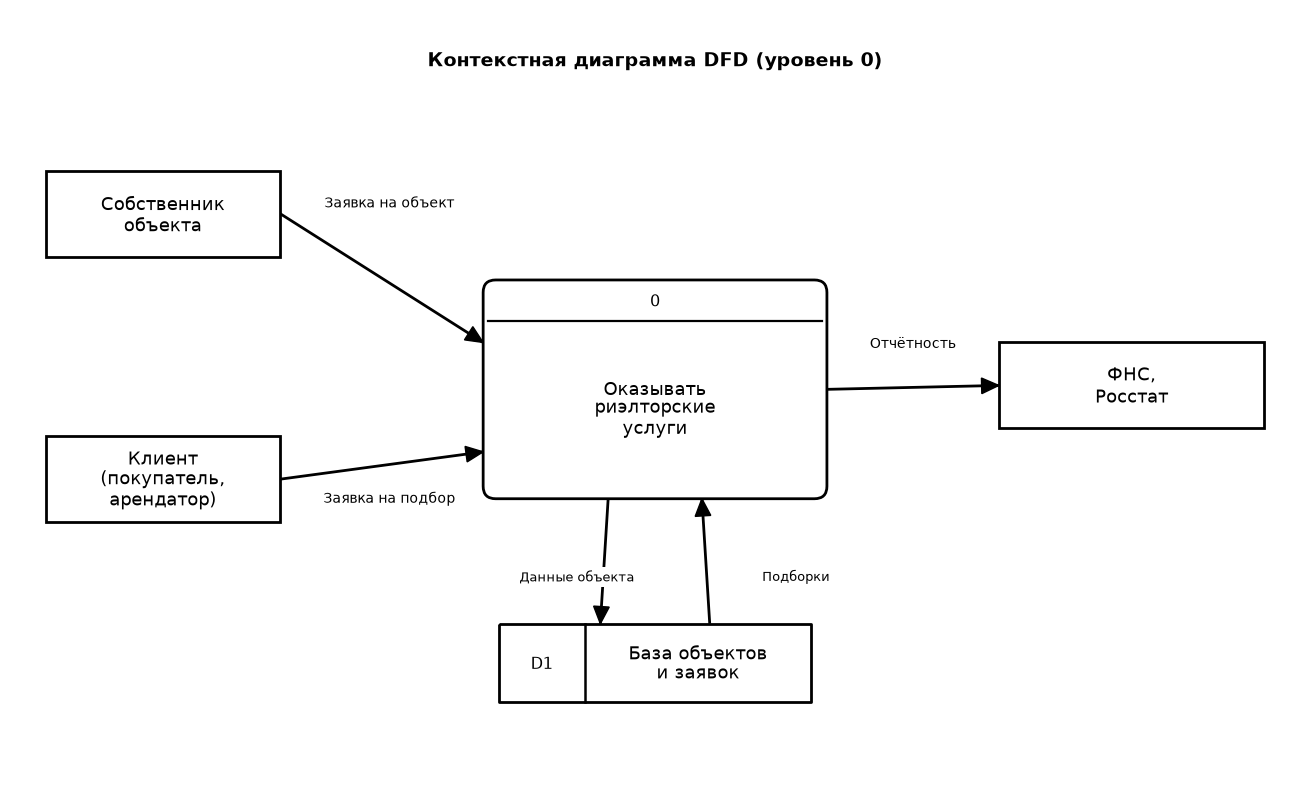 Контекстная диаграмма DFD (уровень 0)
Собственник
объекта
Заявка на объект
0
Оказывать
риэлторские
услуги
Отчётность
ФНС,
Росстат
Клиент
(покупатель,
арендатор)
Заявка на подбор
Данные объекта
Подборки
D1
База объектов
и заявок